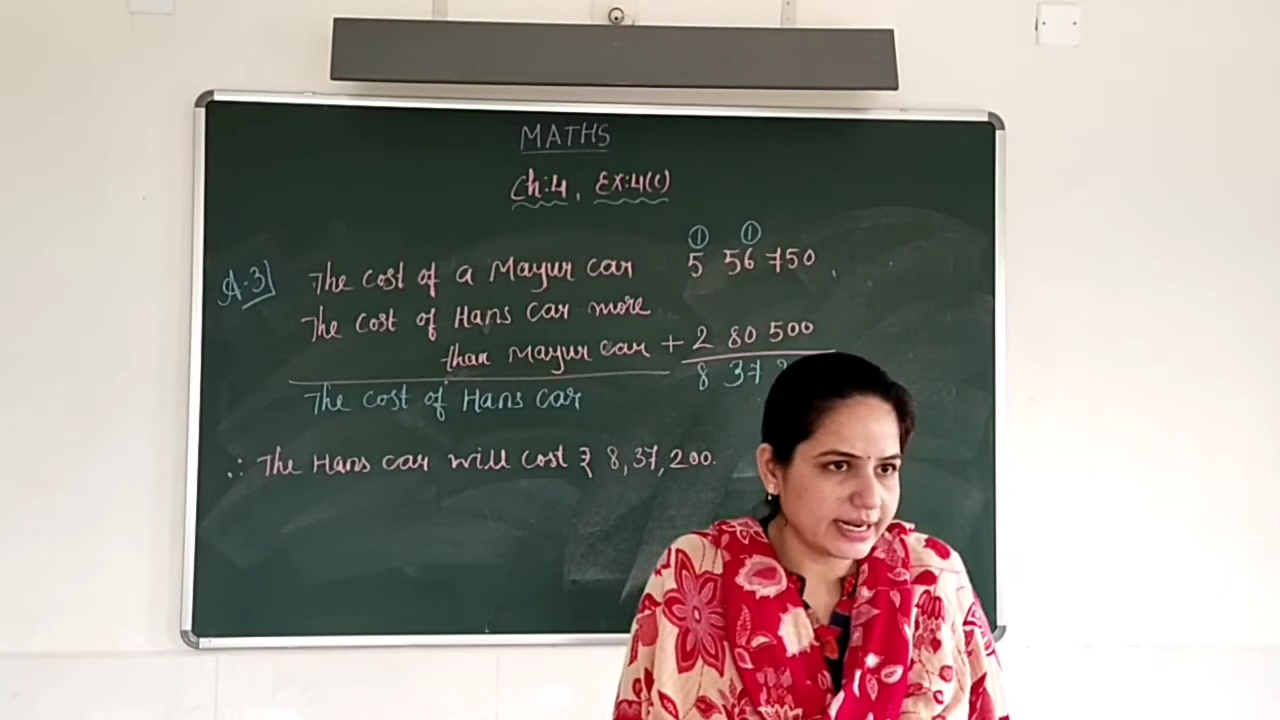 MATHS
Ch:4, Ex:4(c)
① ①
A-3] The cost of a Mayur car 5 56 750
The cost of Hans car more
than Mayur car + 2 80 500
The cost of Hans car 8 37
∴ The Hans car will cost ₹ 8,37,200.